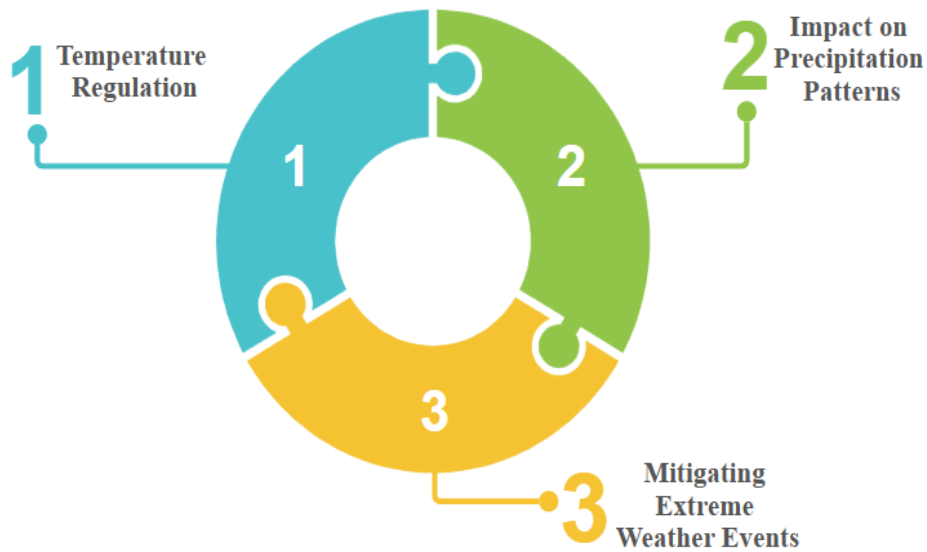 1
Temperature
Regulation
2
Impact on
Precipitation
Patterns
1
2
3
3
Mitigating
Extreme
Weather Events